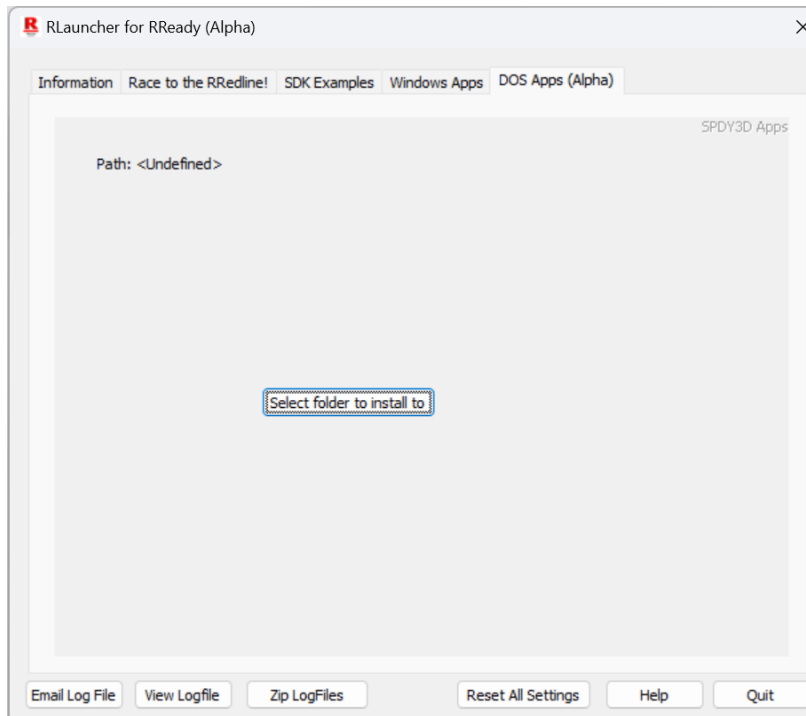 RLauncher for RReady (Alpha)
Information Race to the RRedline! SDK Examples Windows Apps DOS Apps (Alpha)
SPDY3D Apps
Path: <Undefined>
Select folder to install to
Email Log File View Logfile Zip LogFiles Reset All Settings Help Quit